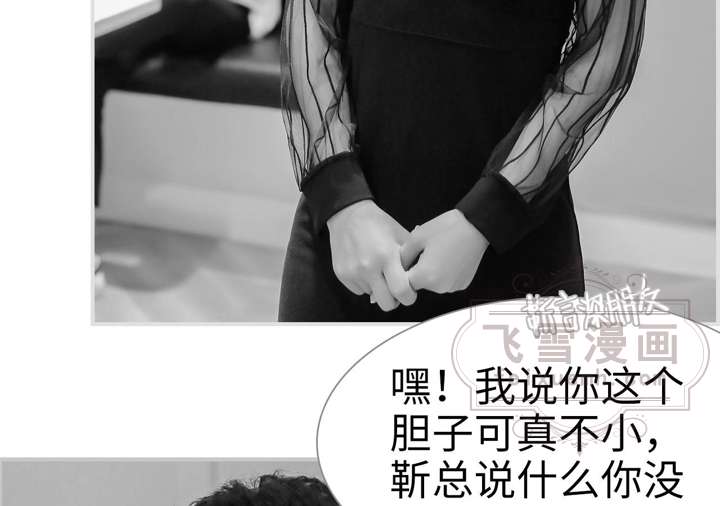 飞雪漫画
嘿！我说你这个
胆子可真不小，
靳总说什么你没